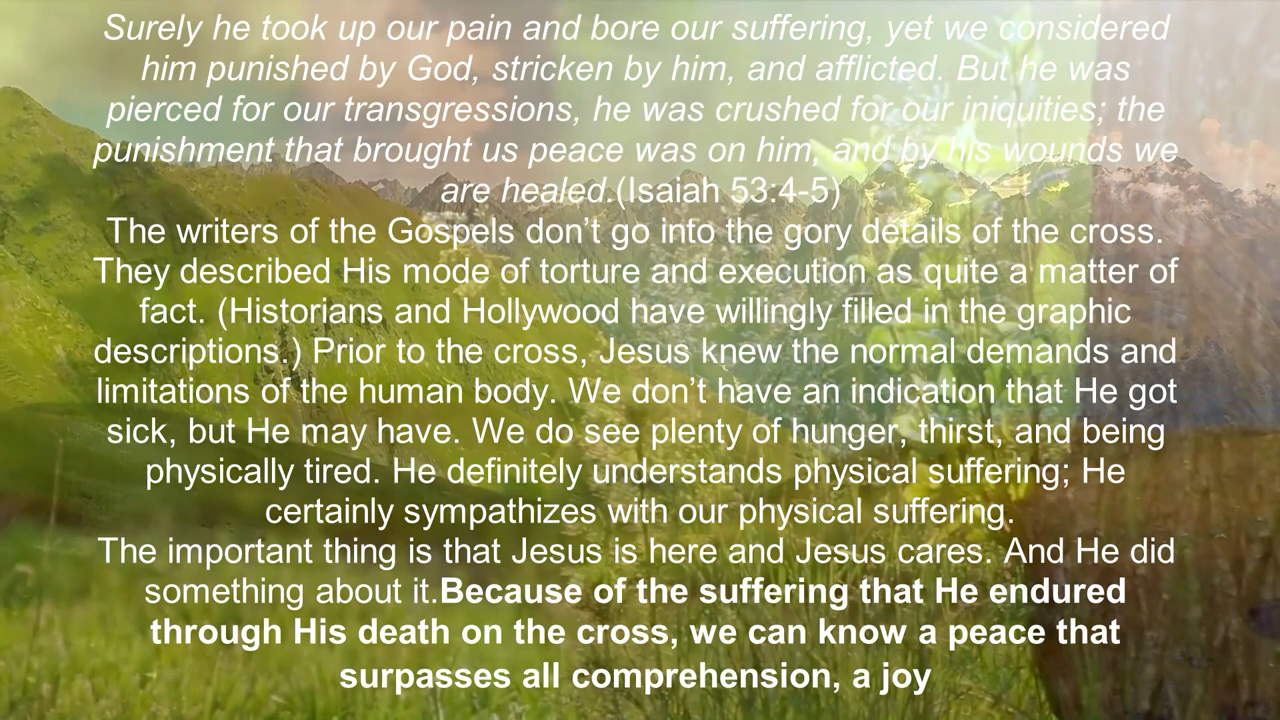 Surely he took up our pain and bore our suffering, yet we considered
him punished by God, stricken by him, and afflicted. But he was
pierced for our transgressions, he was crushed for our iniquities; the
punishment that brought us peace was on him, and by his wounds we
are healed.(Isaiah 53:4-5)
The writers of the Gospels don’t go into the gory details of the cross.
They described His mode of torture and execution as quite a matter of
fact. (Historians and Hollywood have willingly filled in the graphic
descriptions.) Prior to the cross, Jesus knew the normal demands and
limitations of the human body. We don’t have an indication that He got
sick, but He may have. We do see plenty of hunger, thirst, and being
physically tired. He definitely understands physical suffering; He
certainly sympathizes with our physical suffering.
The important thing is that Jesus is here and Jesus cares. And He did
something about it.Because of the suffering that He endured
through His death on the cross, we can know a peace that
surpasses all comprehension, a joy